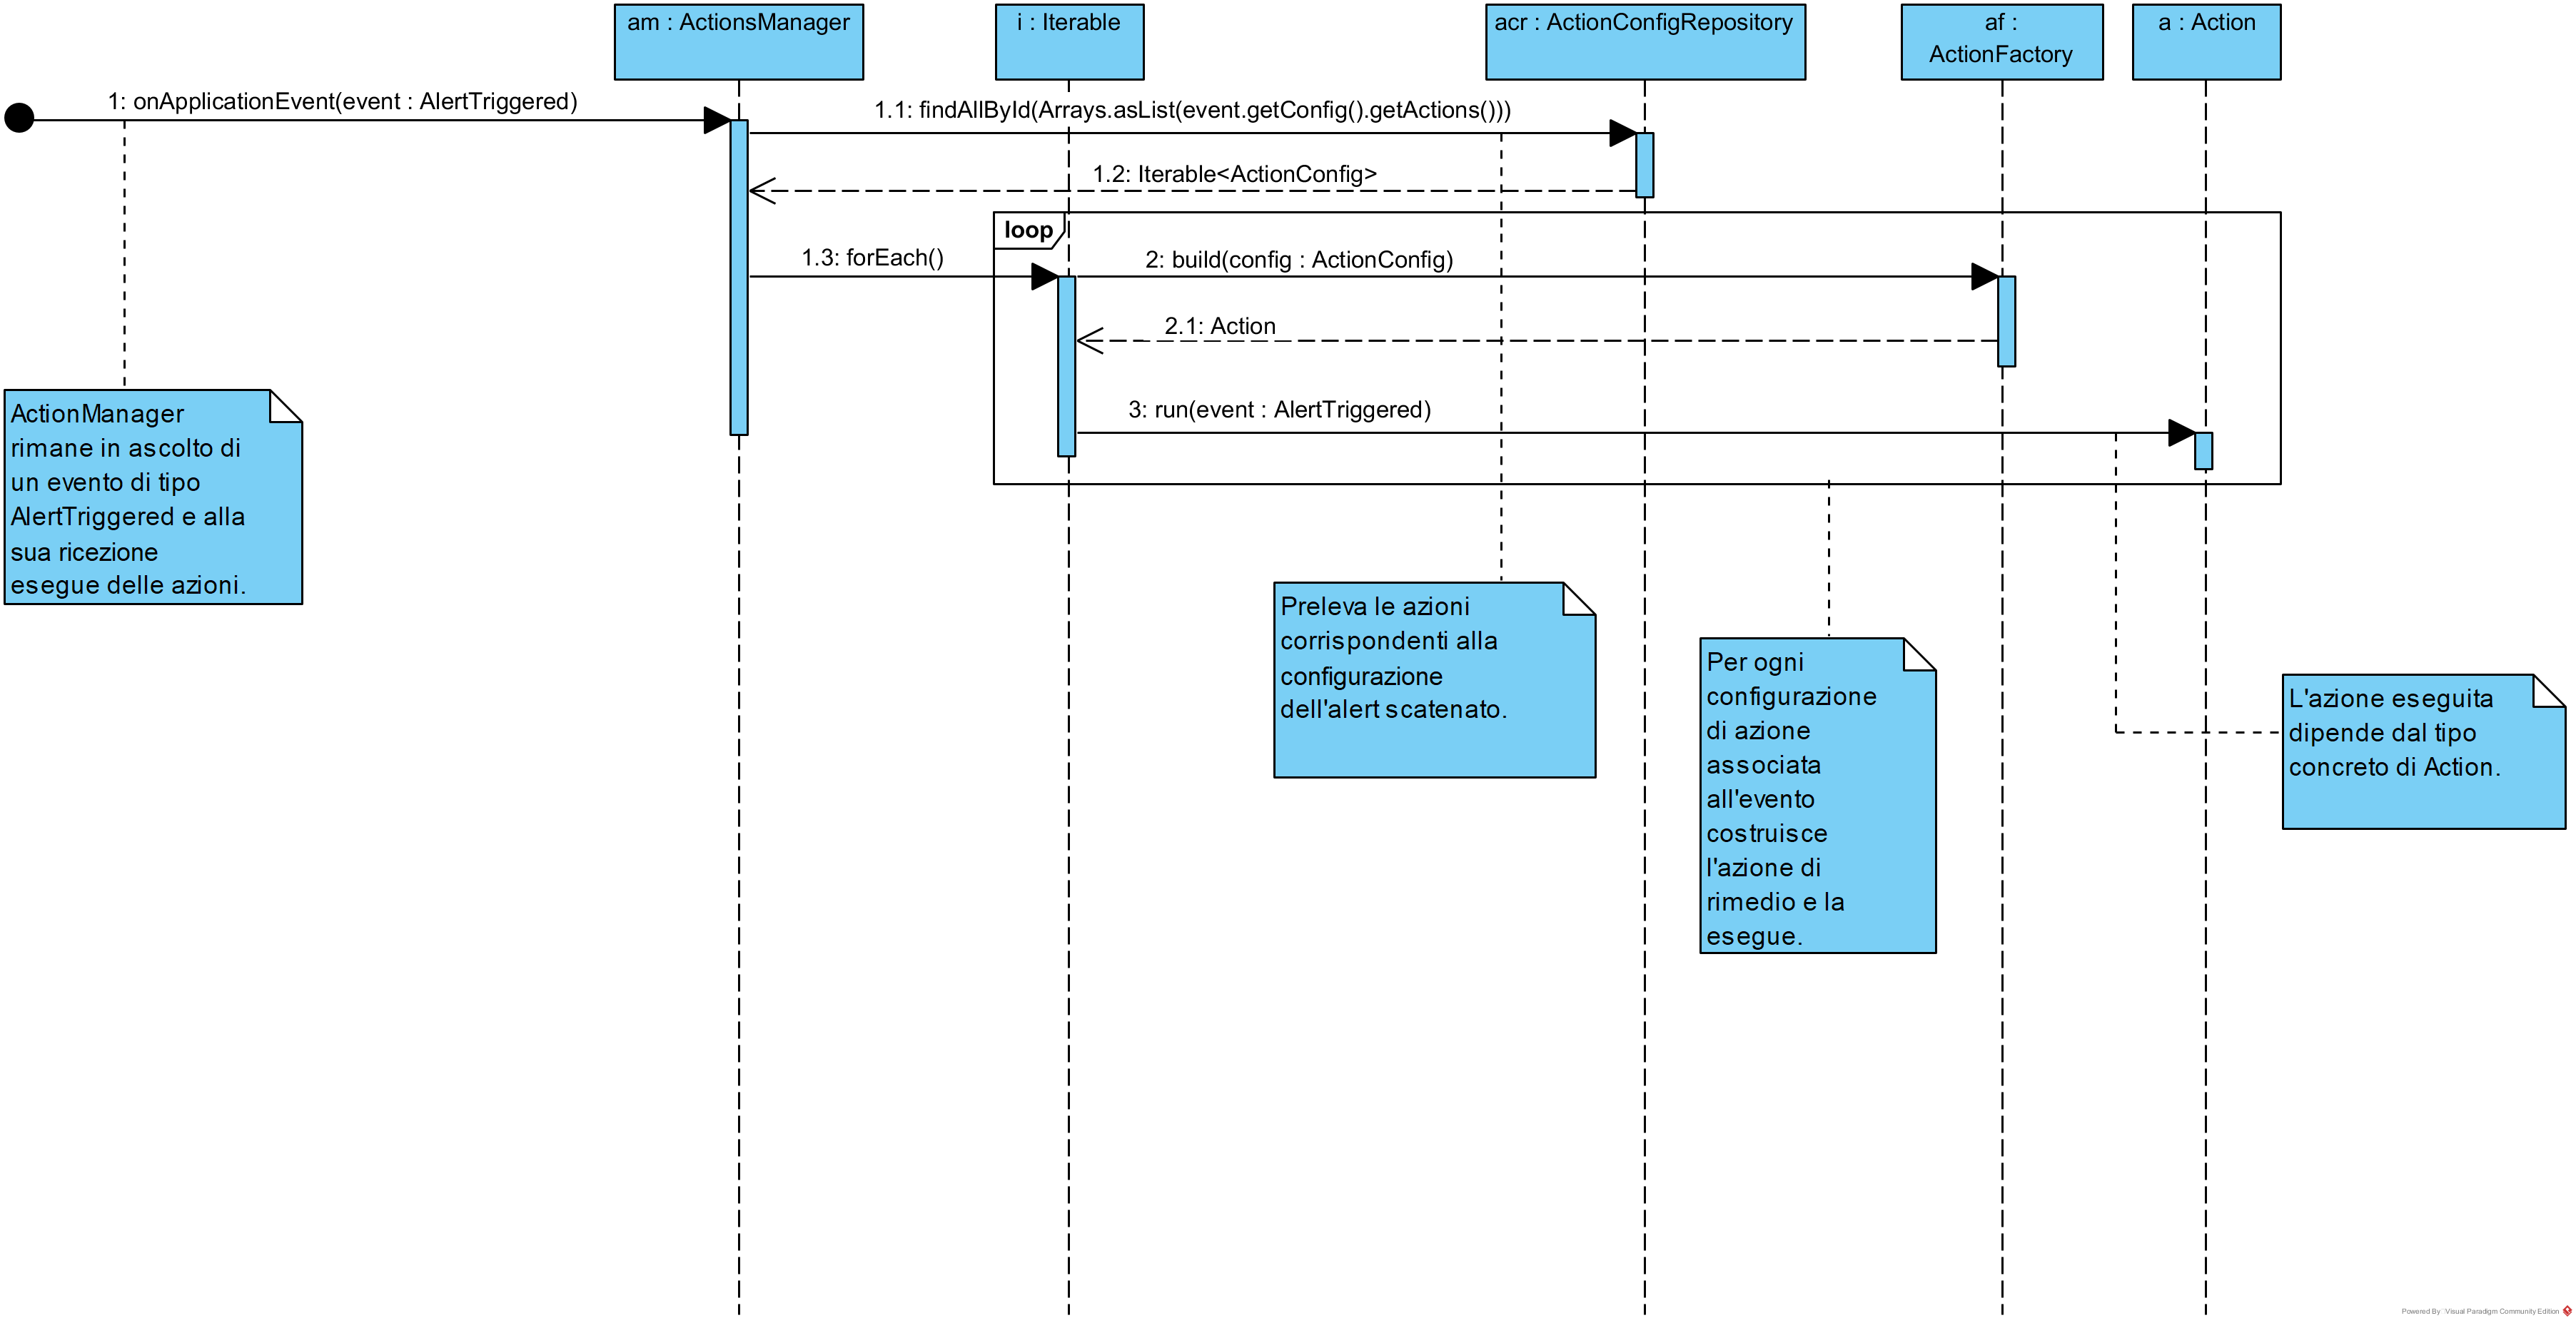 am : ActionsManager
i : Iterable
acr : ActionConfigRepository
af :
ActionFactory
a : Action
1: onApplicationEvent(event : AlertTriggered)
1.1: findAllById(Arrays.asList(event.getConfig().getActions()))
1.2: Iterable<ActionConfig>
loop
1.3: forEach()
2: build(config : ActionConfig)
2.1: Action
3: run(event : AlertTriggered)
ActionManager
rimane in ascolto di
un evento di tipo
AlertTriggered e alla
sua ricezione
esegue delle azioni.
Preleva le azioni
corrispondenti alla
configurazione
dell'alert scatenato.
Per ogni
configurazione
di azione
associata
all'evento
costruisce
l'azione di
rimedio e la
esegue.
L'azione eseguita
dipende dal tipo
concreto di Action.
Powered By Visual Paradigm Community Edition